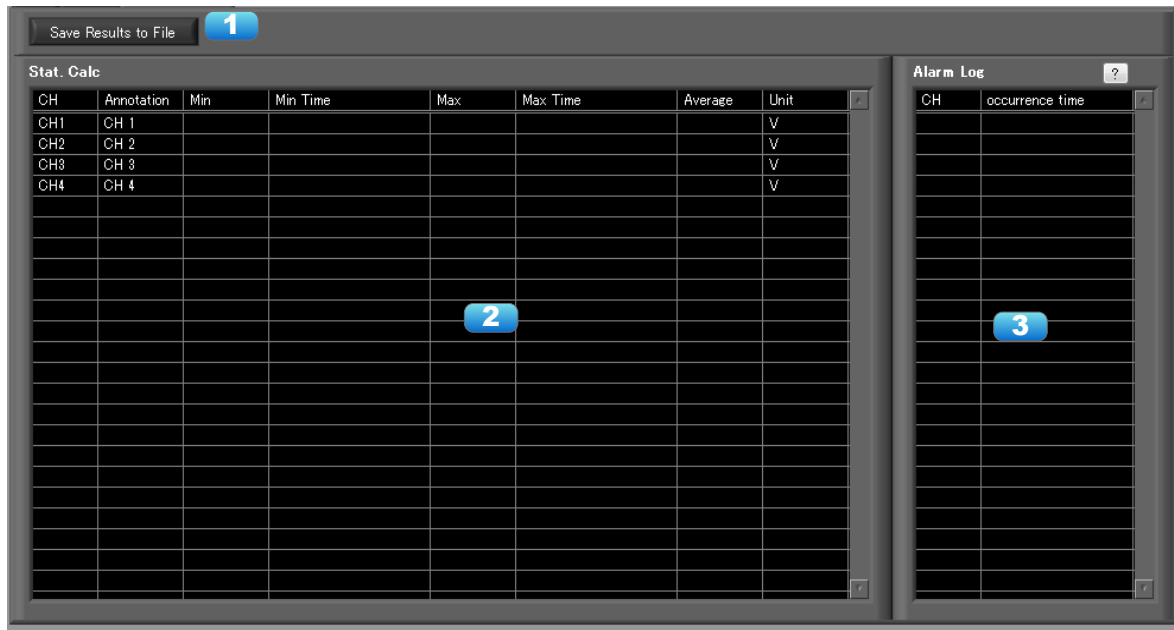 Save Results to File 1
Stat. Calc
CH Annotation Min Min Time Max Max Time Average Unit
CH1 CH 1 V
CH2 CH 2 V
CH3 CH 3 V
CH4 CH 4 V
2
Alarm Log ?
CH occurrence time
3